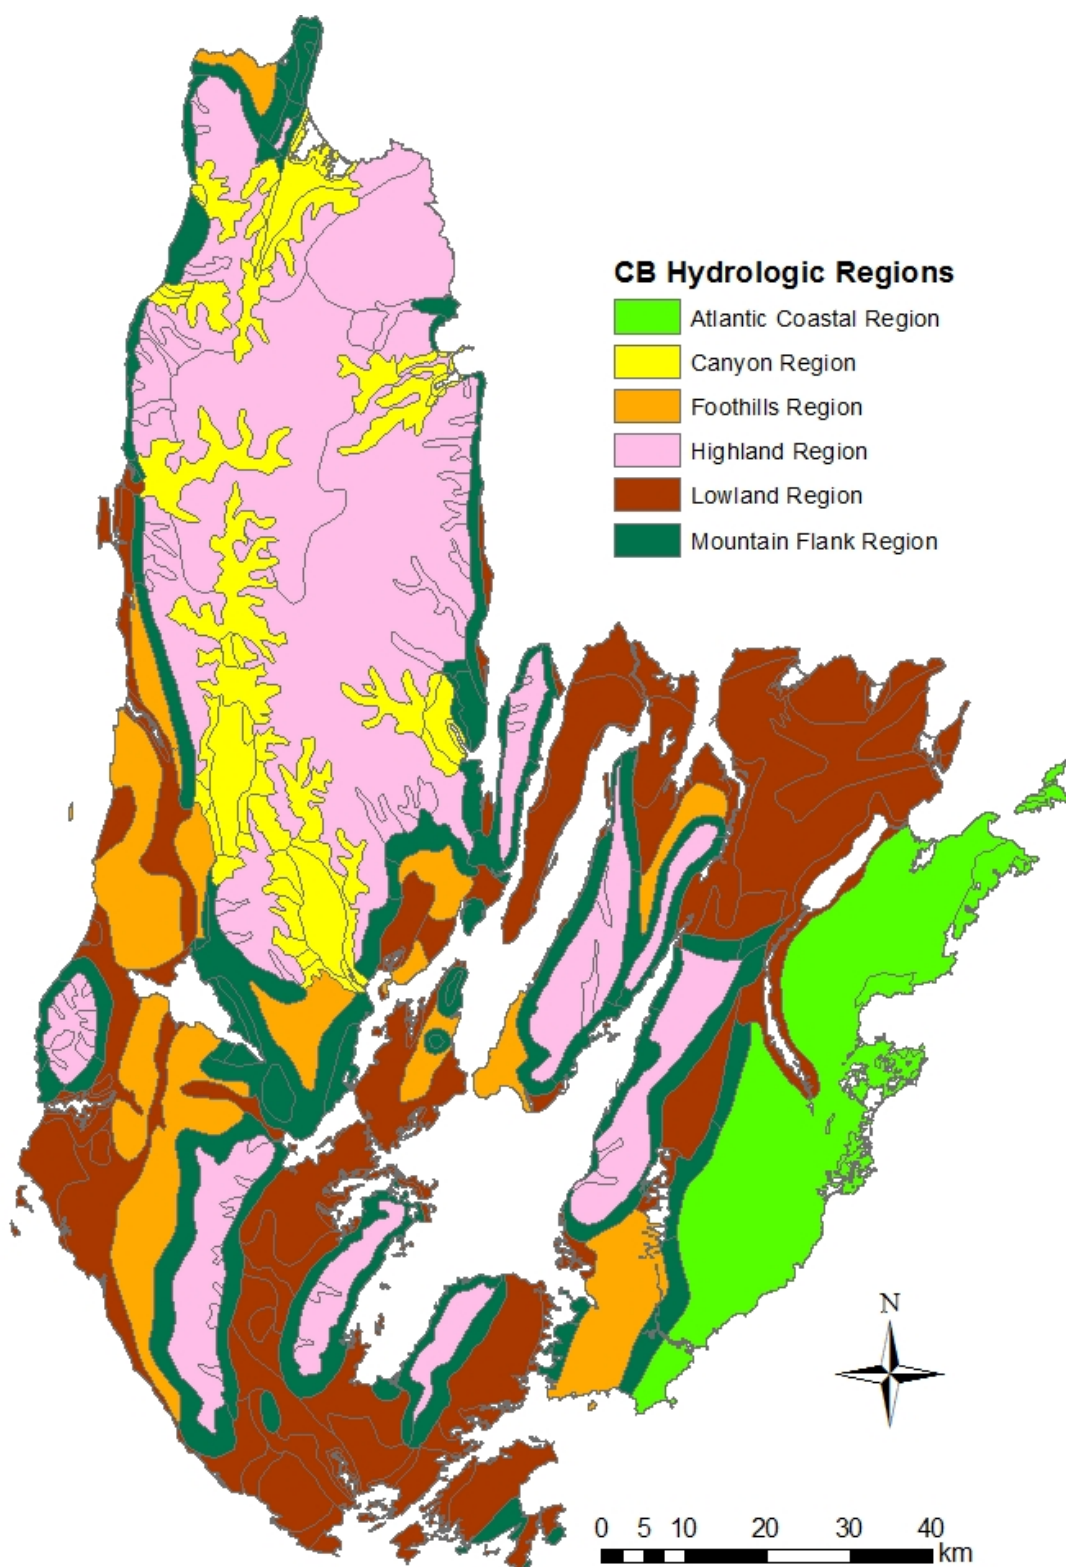 CB Hydrologic Regions
Atlantic Coastal Region
Canyon Region
Foothills Region
Highland Region
Lowland Region
Mountain Flank Region
N
0 5 10 20 30 40
km